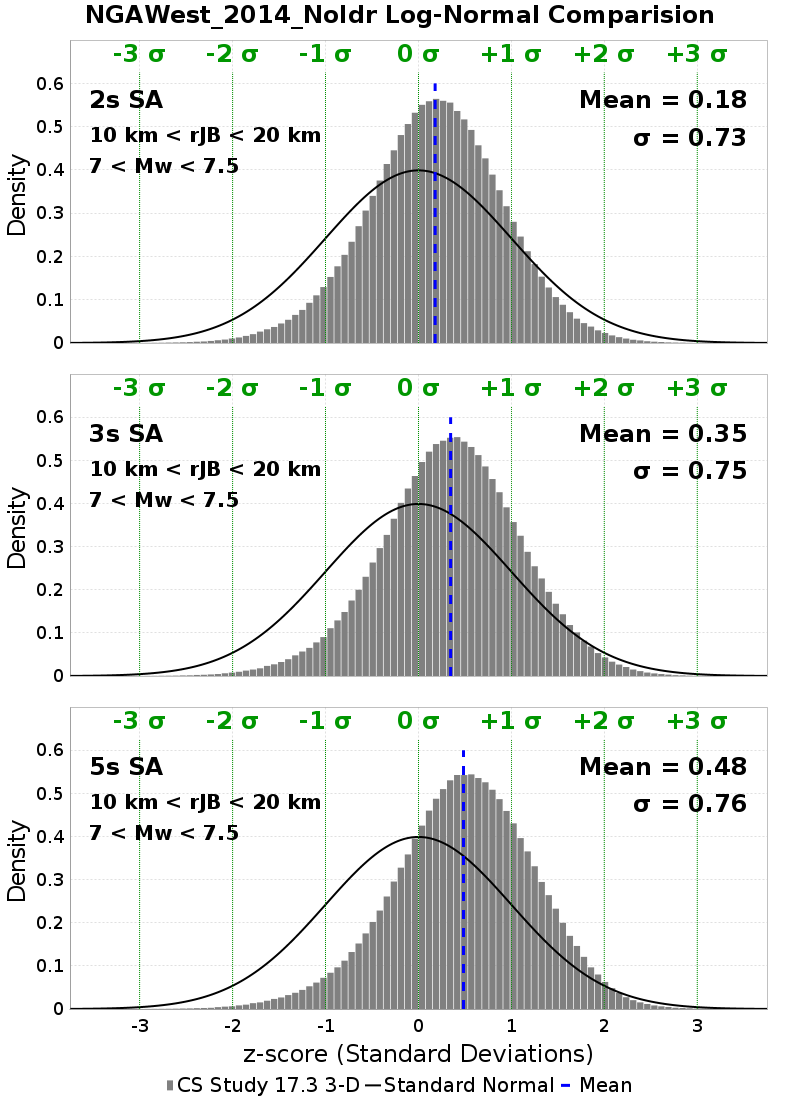 NGAWest_2014_NoIdr Log-Normal Comparision
-3 σ -2 σ -1 σ 0 σ +1 σ +2 σ +3 σ
0.6
2s SA
Mean = 0.18
0.5
10 km < rJB < 20 km
σ = 0.73
7 < Mw < 7.5
0.4
Density
0.3
0.2
0.1
0
-3 σ -2 σ -1 σ 0 σ +1 σ +2 σ +3 σ
0.6
3s SA
Mean = 0.35
0.5
10 km < rJB < 20 km
σ = 0.75
7 < Mw < 7.5
0.4
Density
0.3
0.2
0.1
0
-3 σ -2 σ -1 σ 0 σ +1 σ +2 σ +3 σ
0.6
5s SA
Mean = 0.48
0.5
10 km < rJB < 20 km
σ = 0.76
7 < Mw < 7.5
0.4
Density
0.3
0.2
0.1
0
-3 -2 -1 0 1 2 3
z-score (Standard Deviations)
CS Study 17.3 3-D Standard Normal Mean